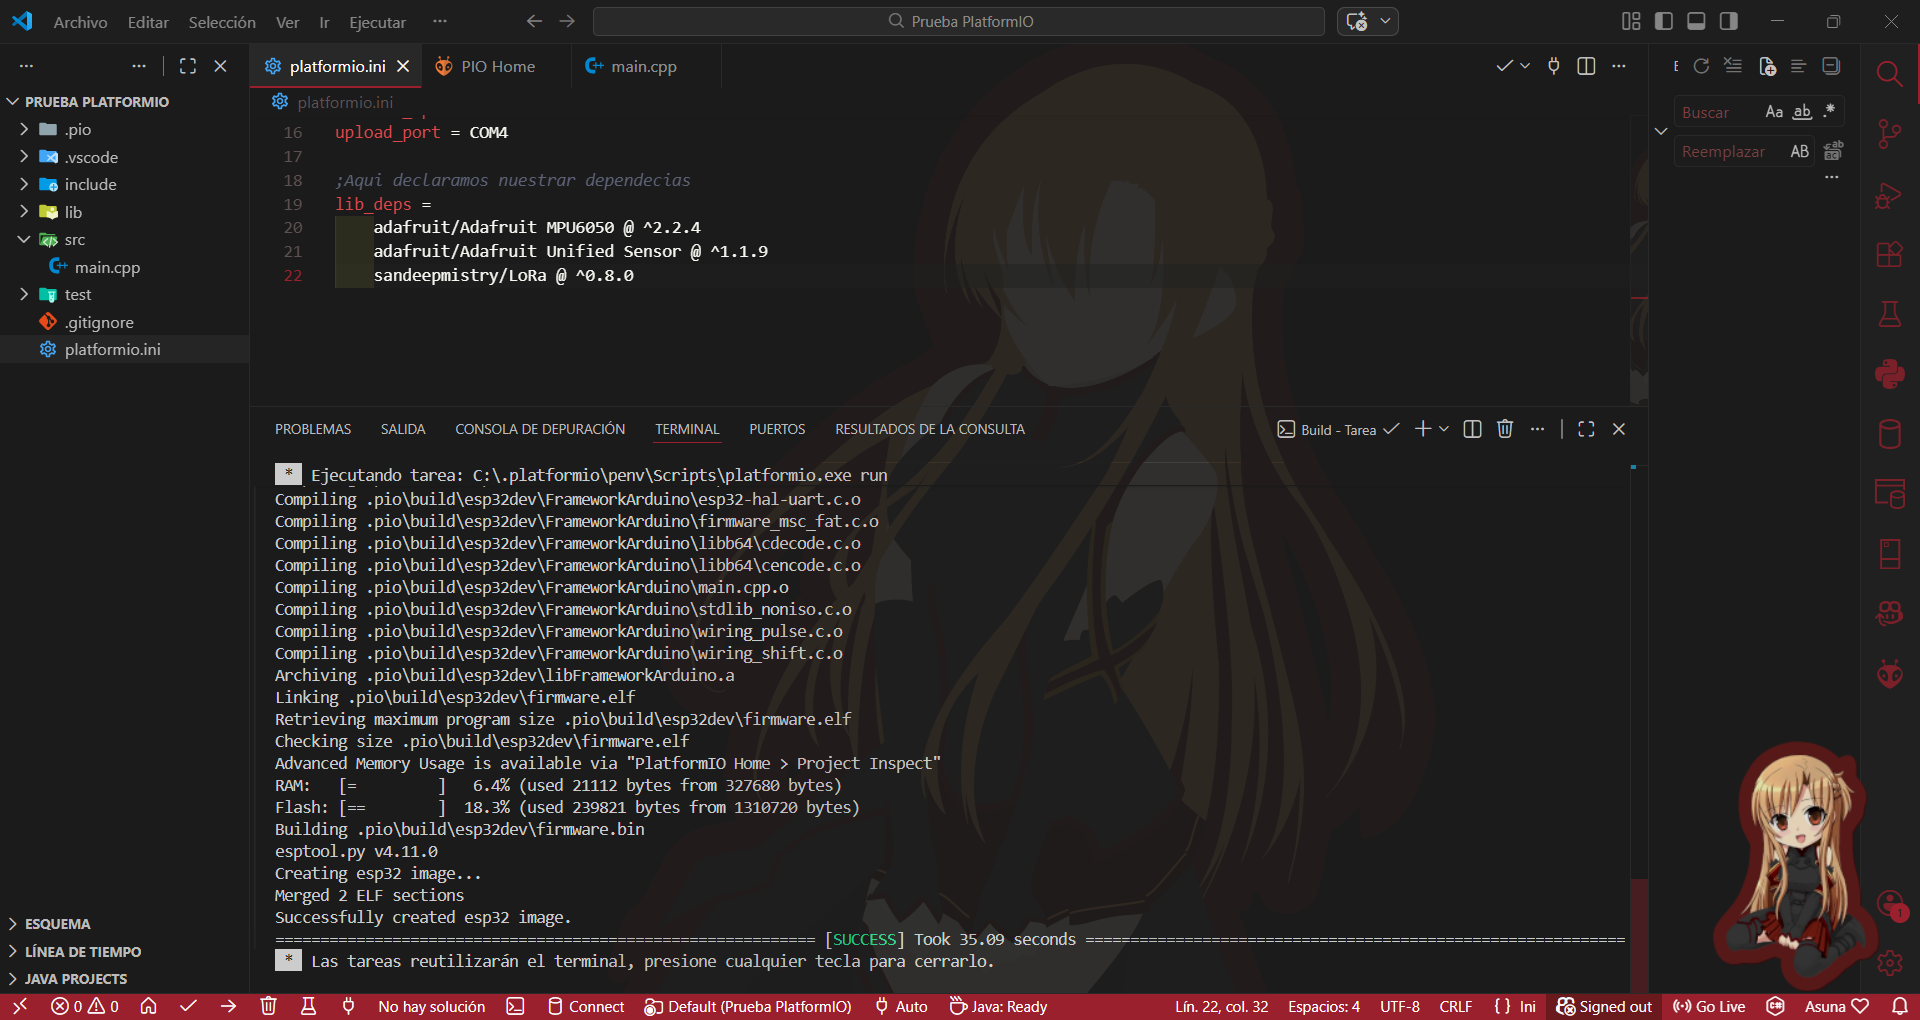 Archivo Editar Selección Ver Ir Ejecutar ···
Prueba PlatformIO
platformio.ini
PIO Home
main.cpp
PRUEBA PLATFORMIO
.pio
.vscode
include
lib
src
main.cpp
test
.gitignore
platformio.ini
ESQUEMA
LÍNEA DE TIEMPO
JAVA PROJECTS
platformio.ini
16 upload_port = COM4
17
18 ;Aqui declaramos nuestrar dependecias
19 lib_deps =
20 adafruit/Adafruit MPU6050 @ ^2.2.4
21 adafruit/Adafruit Unified Sensor @ ^1.1.9
22 sandeepmistry/LoRa @ ^0.8.0
Buscar Aa ab .*
Reemplazar AB
PROBLEMAS SALIDA CONSOLA DE DEPURACIÓN TERMINAL PUERTOS RESULTADOS DE LA CONSULTA
Build - Tarea
* Ejecutando tarea: C:\.platformio\penv\Scripts\platformio.exe run
Compiling .pio\build\esp32dev\FrameworkArduino\esp32-hal-uart.c.o
Compiling .pio\build\esp32dev\FrameworkArduino\firmware_msc_fat.c.o
Compiling .pio\build\esp32dev\FrameworkArduino\libb64\cdecode.c.o
Compiling .pio\build\esp32dev\FrameworkArduino\libb64\cencode.c.o
Compiling .pio\build\esp32dev\FrameworkArduino\main.cpp.o
Compiling .pio\build\esp32dev\FrameworkArduino\stdlib_noniso.c.o
Compiling .pio\build\esp32dev\FrameworkArduino\wiring_pulse.c.o
Compiling .pio\build\esp32dev\FrameworkArduino\wiring_shift.c.o
Archiving .pio\build\esp32dev\libFrameworkArduino.a
Linking .pio\build\esp32dev\firmware.elf
Retrieving maximum program size .pio\build\esp32dev\firmware.elf
Checking size .pio\build\esp32dev\firmware.elf
Advanced Memory Usage is available via "PlatformIO Home > Project Inspect"
RAM: [= ] 6.4% (used 21112 bytes from 327680 bytes)
Flash: [== ] 18.3% (used 239821 bytes from 1310720 bytes)
Building .pio\build\esp32dev\firmware.bin
esptool.py v4.11.0
Creating esp32 image...
Merged 2 ELF sections
Successfully created esp32 image.
============================================================ [SUCCESS] Took 35.09 seconds ============================================================
* Las tareas reutilizarán el terminal, presione cualquier tecla para cerrarlo.
1
0 0 No hay solución Connect Default (Prueba PlatformIO) Auto Java: Ready Lín. 22, col. 32 Espacios: 4 UTF-8 CRLF { } Ini Signed out Go Live Asuna